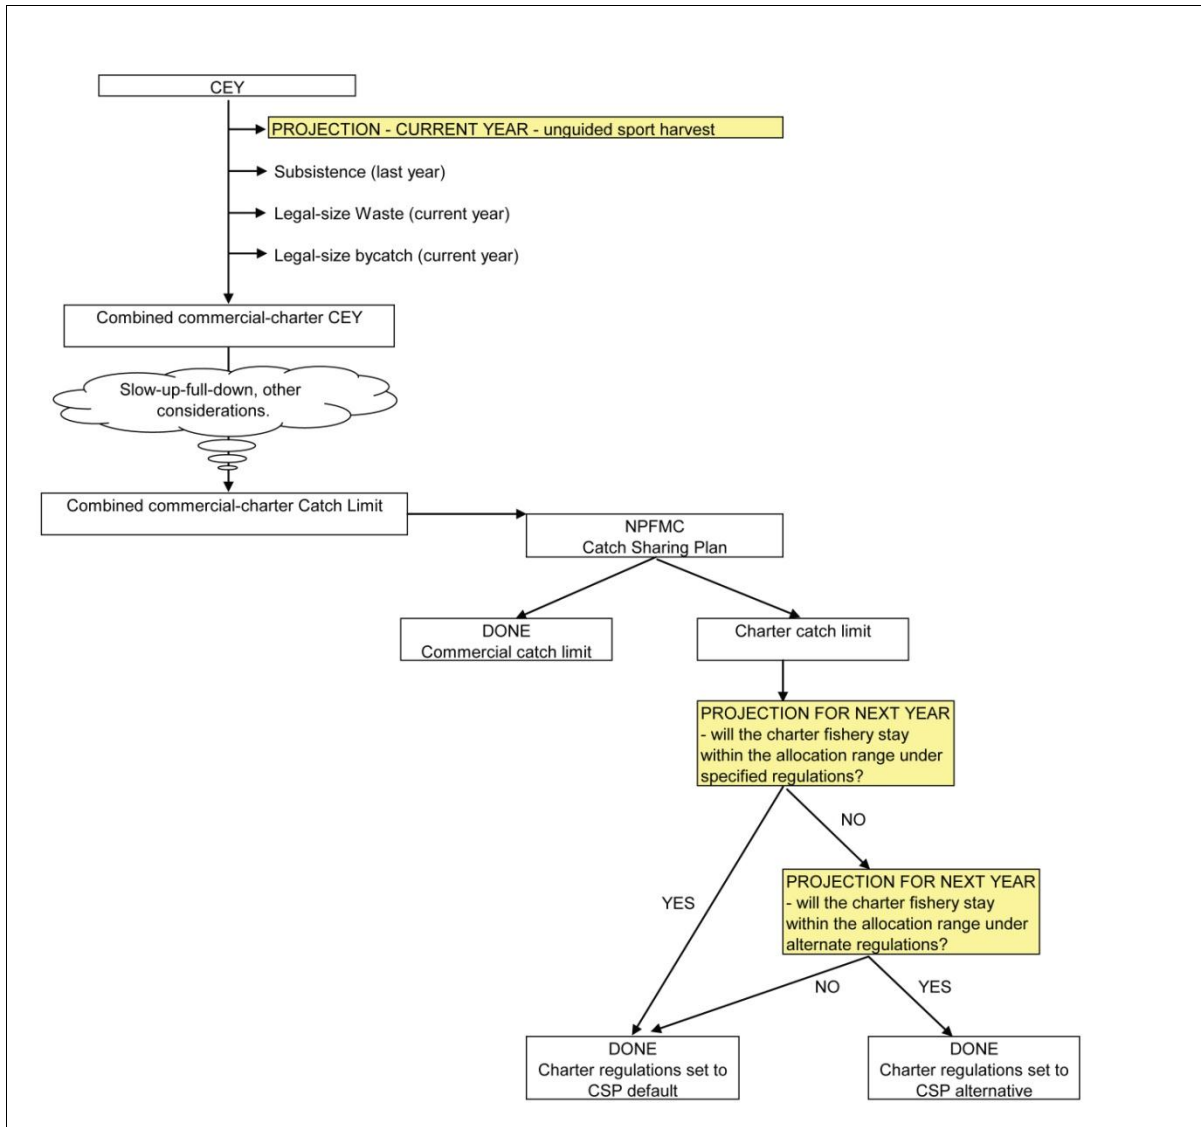 CEY
PROJECTION - CURRENT YEAR - unguided sport harvest
Subsistence (last year)
Legal-size Waste (current year)
Legal-size bycatch (current year)
Combined commercial-charter CEY
Slow-up-full-down, other
considerations.
Combined commercial-charter Catch Limit
NPFMC
Catch Sharing Plan
DONE
Commercial catch limit
Charter catch limit
PROJECTION FOR NEXT YEAR
- will the charter fishery stay
within the allocation range under
specified regulations?
NO
YES
PROJECTION FOR NEXT YEAR
- will the charter fishery stay
within the allocation range under
alternate regulations?
NO
YES
DONE
Charter regulations set to
CSP default
DONE
Charter regulations set to
CSP alternative